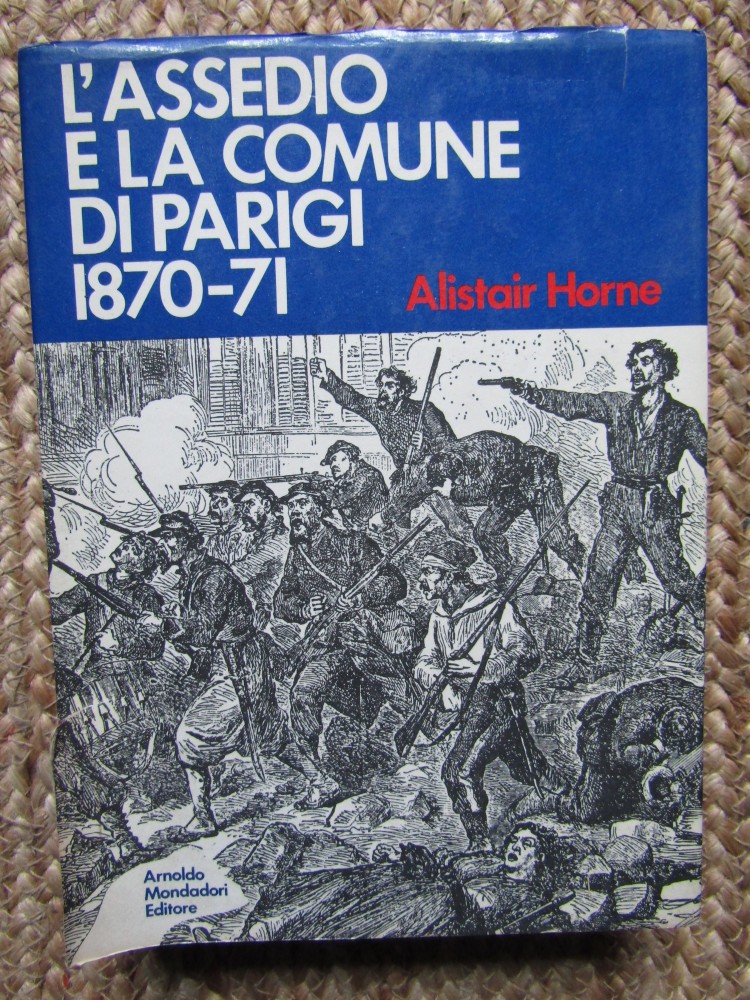 L'ASSEDIO
E LA COMUNE
DI PARIGI
1870-71
Alistair Horne
Arnoldo
Mondadori
Editore